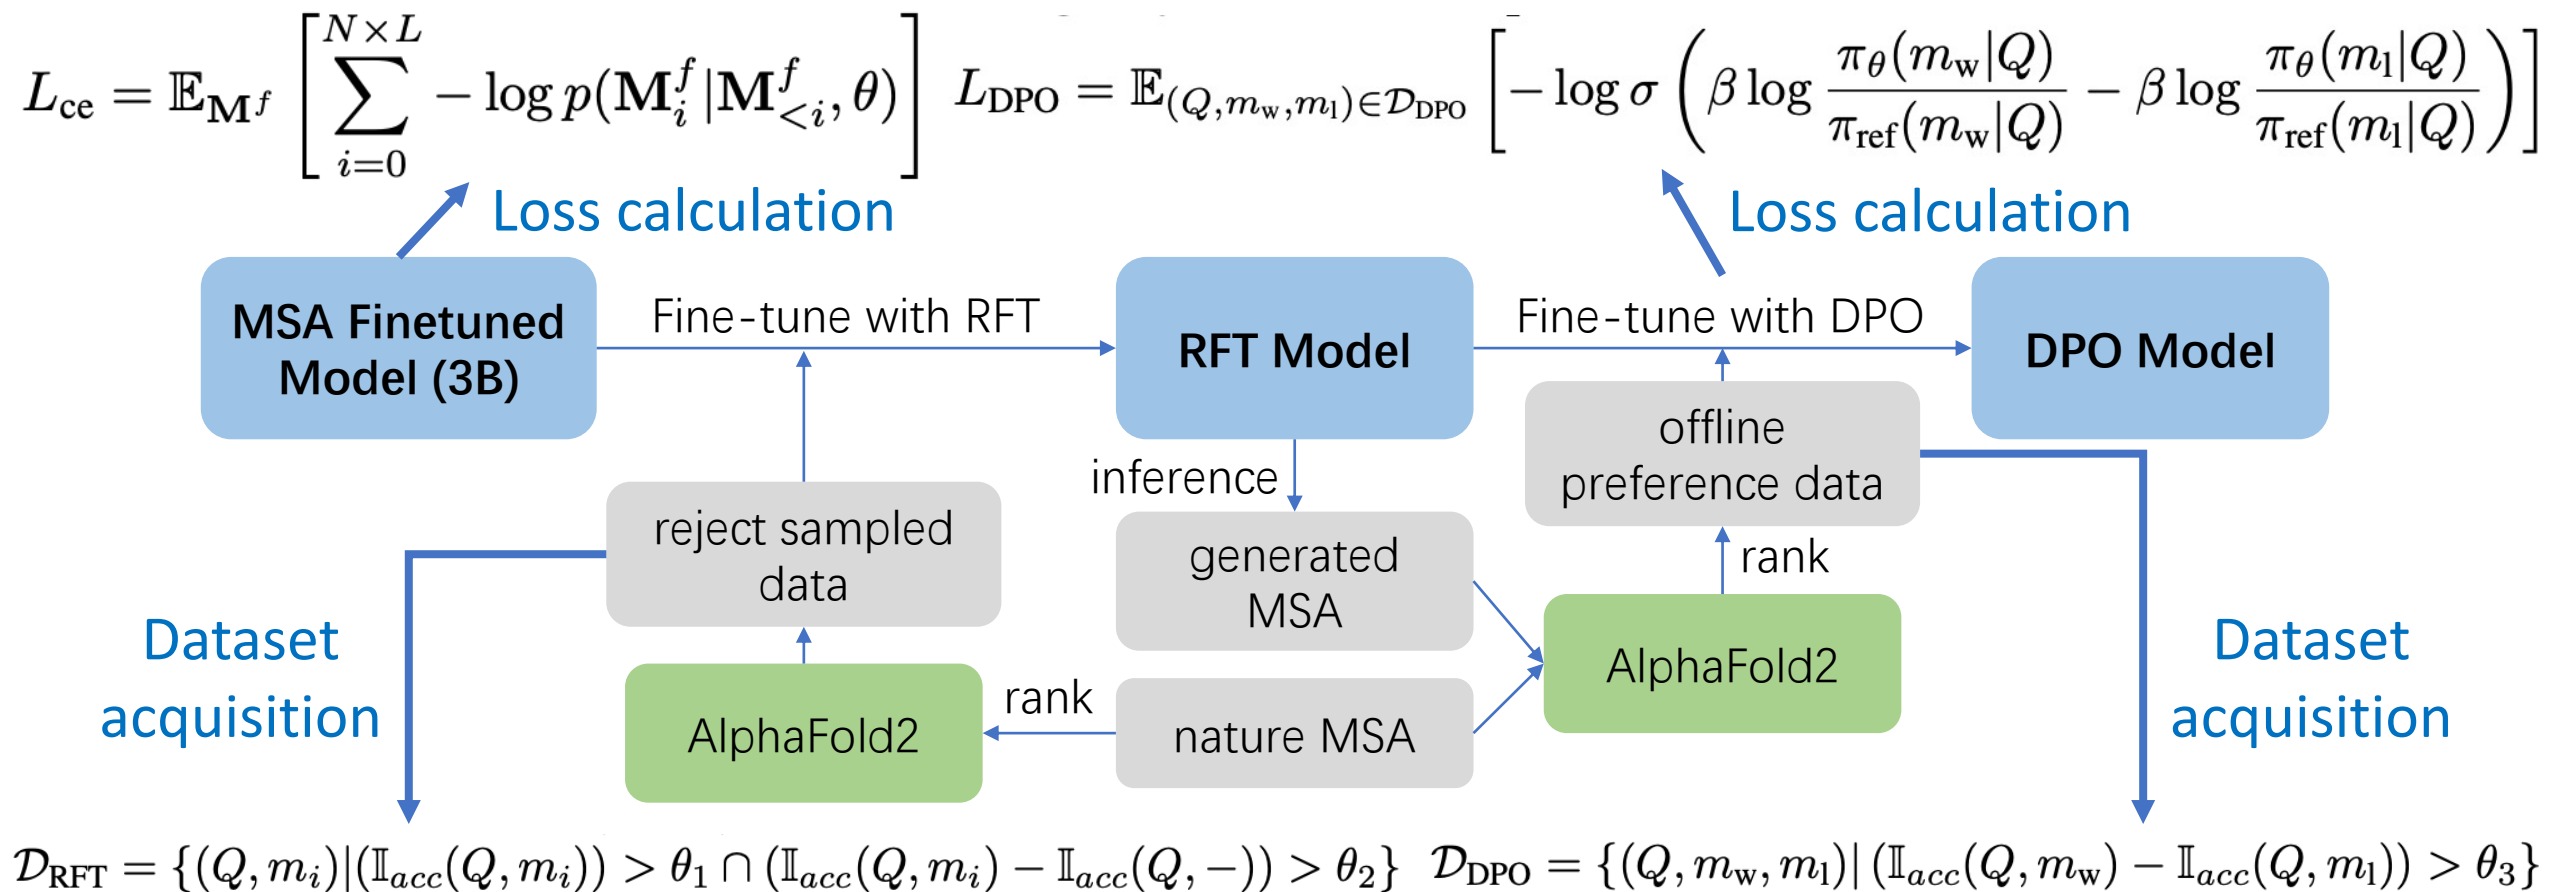 L_ce = 𝔼_{𝐌^f} [ ∑_{i=0}^{N×L} − log p(𝐌_i^f | 𝐌_{<i}^f, θ) ]
L_DPO = 𝔼_{(Q,m_w,m_l)∈𝒟_DPO} [ − log σ ( β log π_θ(m_w|Q) / π_ref(m_w|Q) − β log π_θ(m_l|Q) / π_ref(m_l|Q) ) ]
Loss calculation
Loss calculation
MSA Finetuned
Model (3B)
Fine-tune with RFT
RFT Model
Fine-tune with DPO
DPO Model
inference
offline
preference data
reject sampled
data
generated
MSA
rank
Dataset
acquisition
AlphaFold2
rank
nature MSA
AlphaFold2
Dataset
acquisition
𝒟_RFT = {(Q, m_i)|(𝕀_acc(Q, m_i)) > θ_1 ∩ (𝕀_acc(Q, m_i) − 𝕀_acc(Q, −)) > θ_2}
𝒟_DPO = {(Q, m_w, m_l)| (𝕀_acc(Q, m_w) − 𝕀_acc(Q, m_l)) > θ_3}